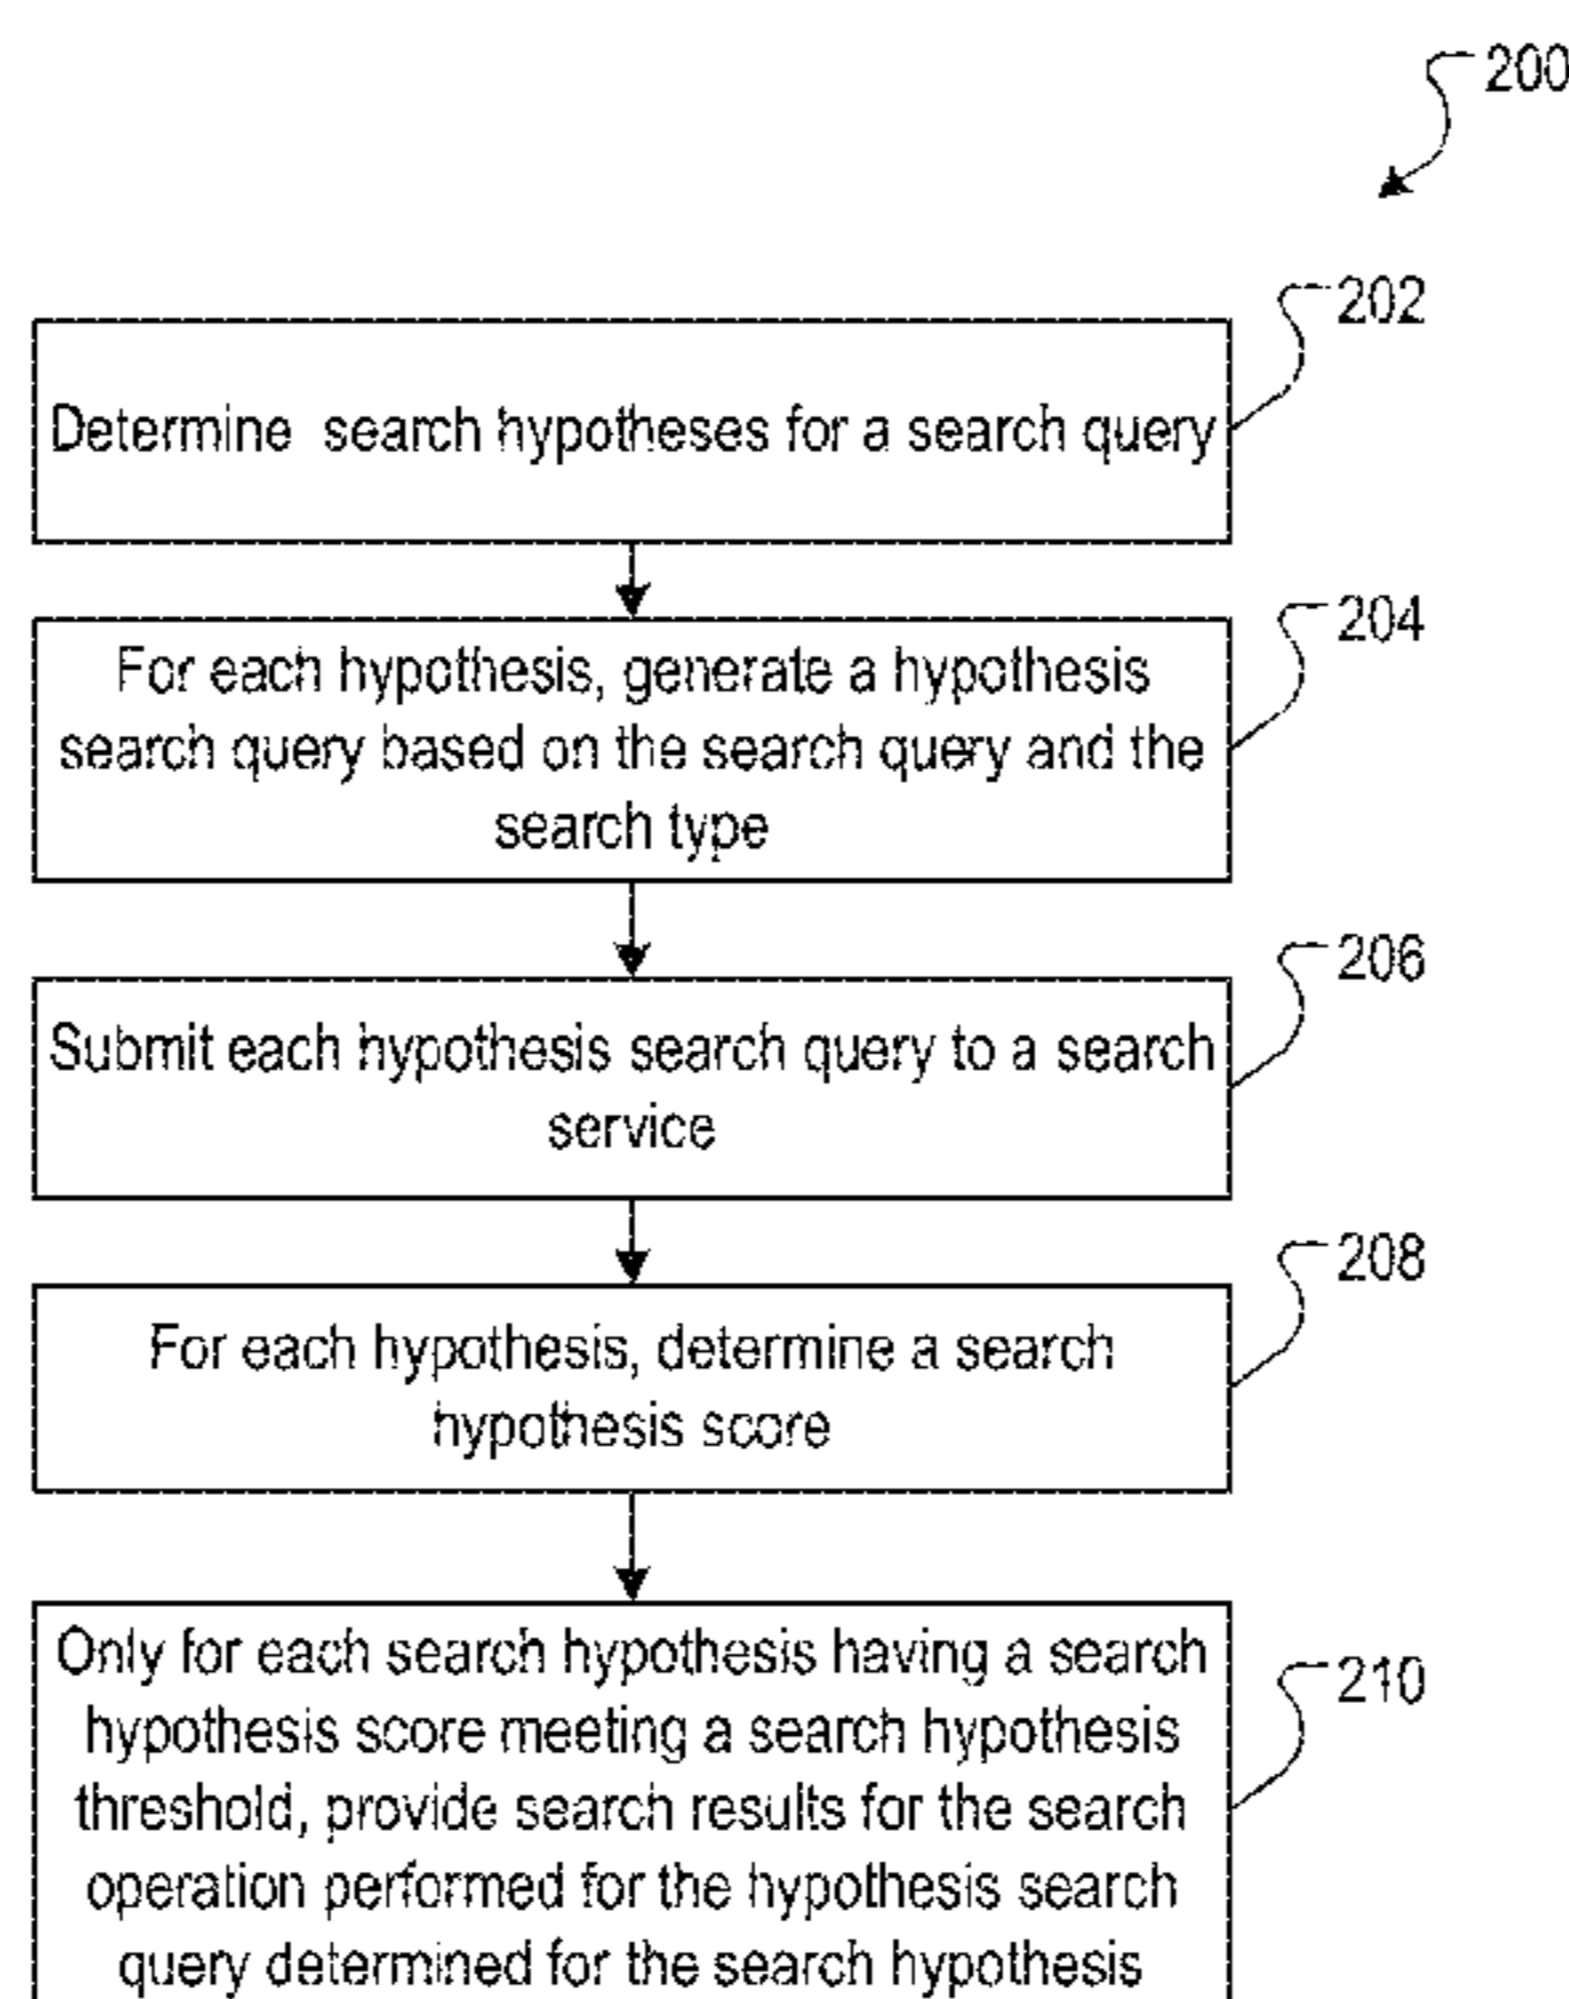 200
202
Determine search hypotheses for a search query
204
For each hypothesis, generate a hypothesis
search query based on the search query and the
search type
206
Submit each hypothesis search query to a search
service
208
For each hypothesis, determine a search
hypothesis score
210
Only for each search hypothesis having a search
hypothesis score meeting a search hypothesis
threshold, provide search results for the search
operation performed for the hypothesis search
query determined for the search hypothesis